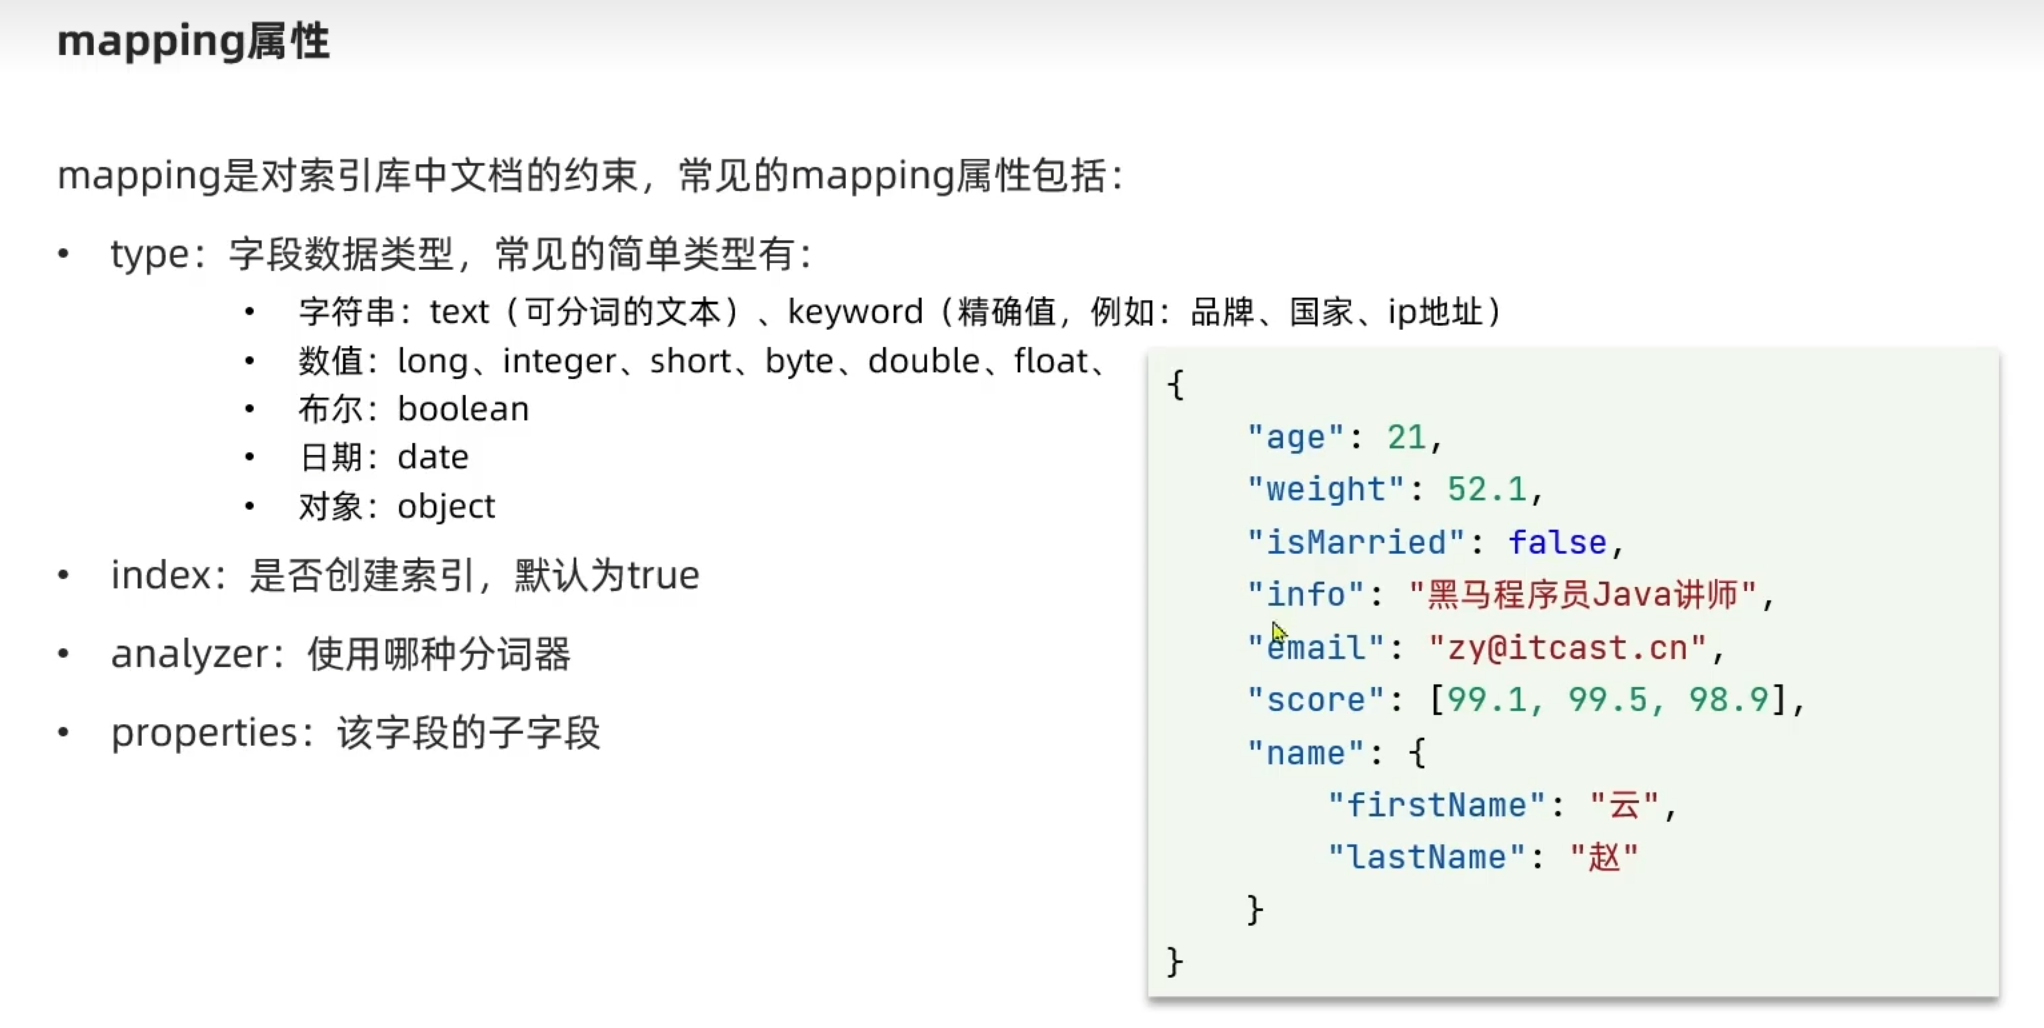 mapping属性
mapping是对索引库中文档的约束，常见的mapping属性包括：
• type：字段数据类型，常见的简单类型有：
• 字符串：text（可分词的文本）、keyword（精确值，例如：品牌、国家、ip地址）
• 数值：long、integer、short、byte、double、float、
• 布尔：boolean
• 日期：date
• 对象：object
• index：是否创建索引，默认为true
• analyzer：使用哪种分词器
• properties：该字段的子字段
{
"age": 21,
"weight": 52.1,
"isMarried": false,
"info": "黑马程序员Java讲师",
"email": "zy@itcast.cn",
"score": [99.1, 99.5, 98.9],
"name": {
"firstName": "云",
"lastName": "赵"
}
}